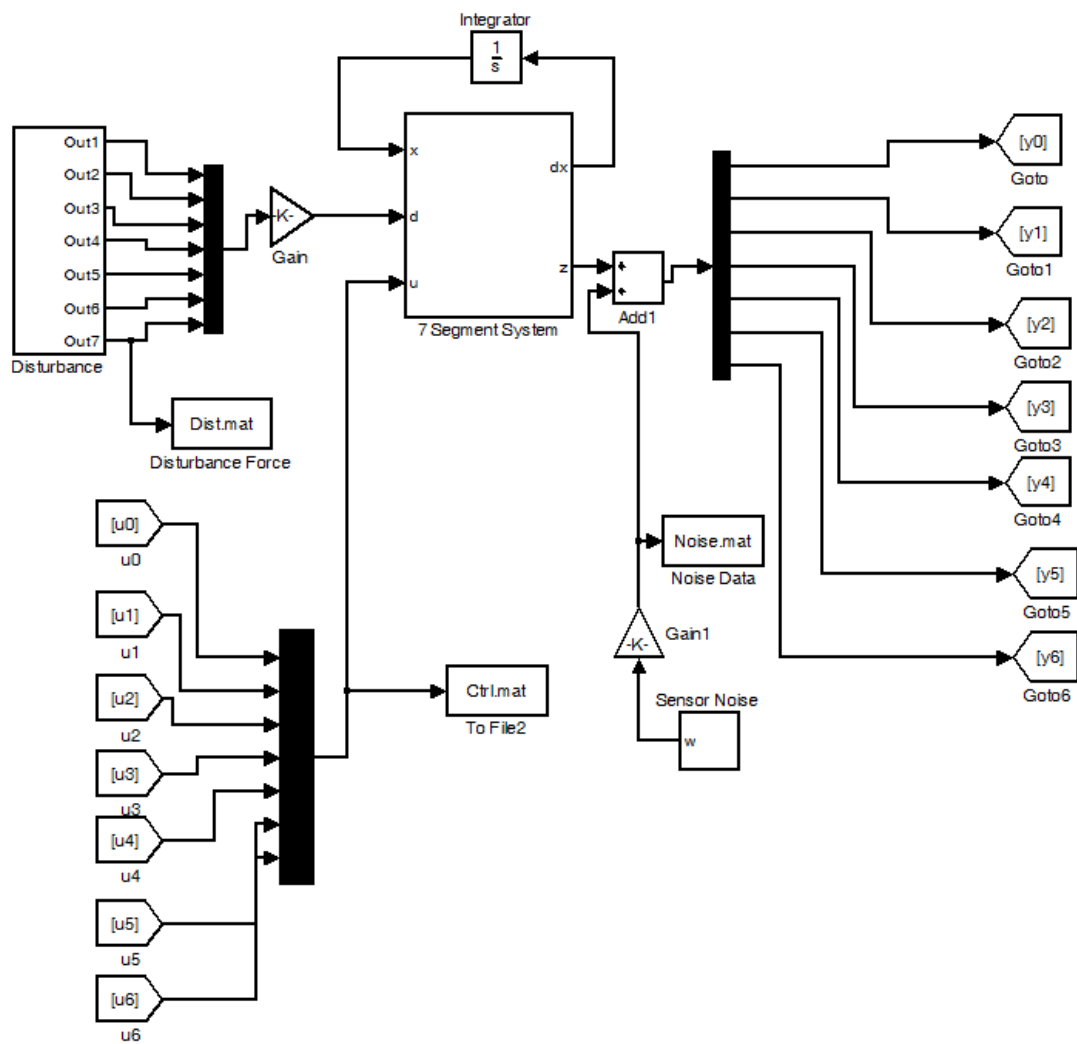 Integrator
1
s
Out1
Out2
Out3
Out4
Out5
Out6
Out7
Disturbance
-K-
Gain
x
d
u
dx
z
7 Segment System
+
+
Add1
[y0]
Goto
[y1]
Goto1
[y2]
Goto2
[y3]
Goto3
[y4]
Goto4
[y5]
Goto5
[y6]
Goto6
Dist.mat
Disturbance Force
Noise.mat
Noise Data
-K-
Gain1
Sensor Noise
w
Ctrl.mat
To File2
[u0]
u0
[u1]
u1
[u2]
u2
[u3]
u3
[u4]
u4
[u5]
u5
[u6]
u6